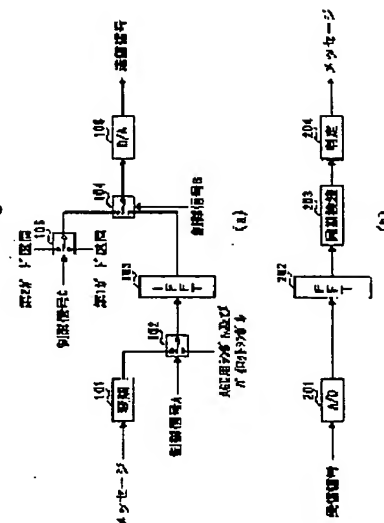 メッセージ
101
変調
制御信号A
102
AGC用シンボル及び
パイロットシンボル
103
IFFT
第2ガード区間
105
制御信号C
第1ガード区間
104
制御信号B
106
D/A
送信信号
(a)
受信信号
201
A/D
202
FFT
203
同期検波
204
判定
メッセージ